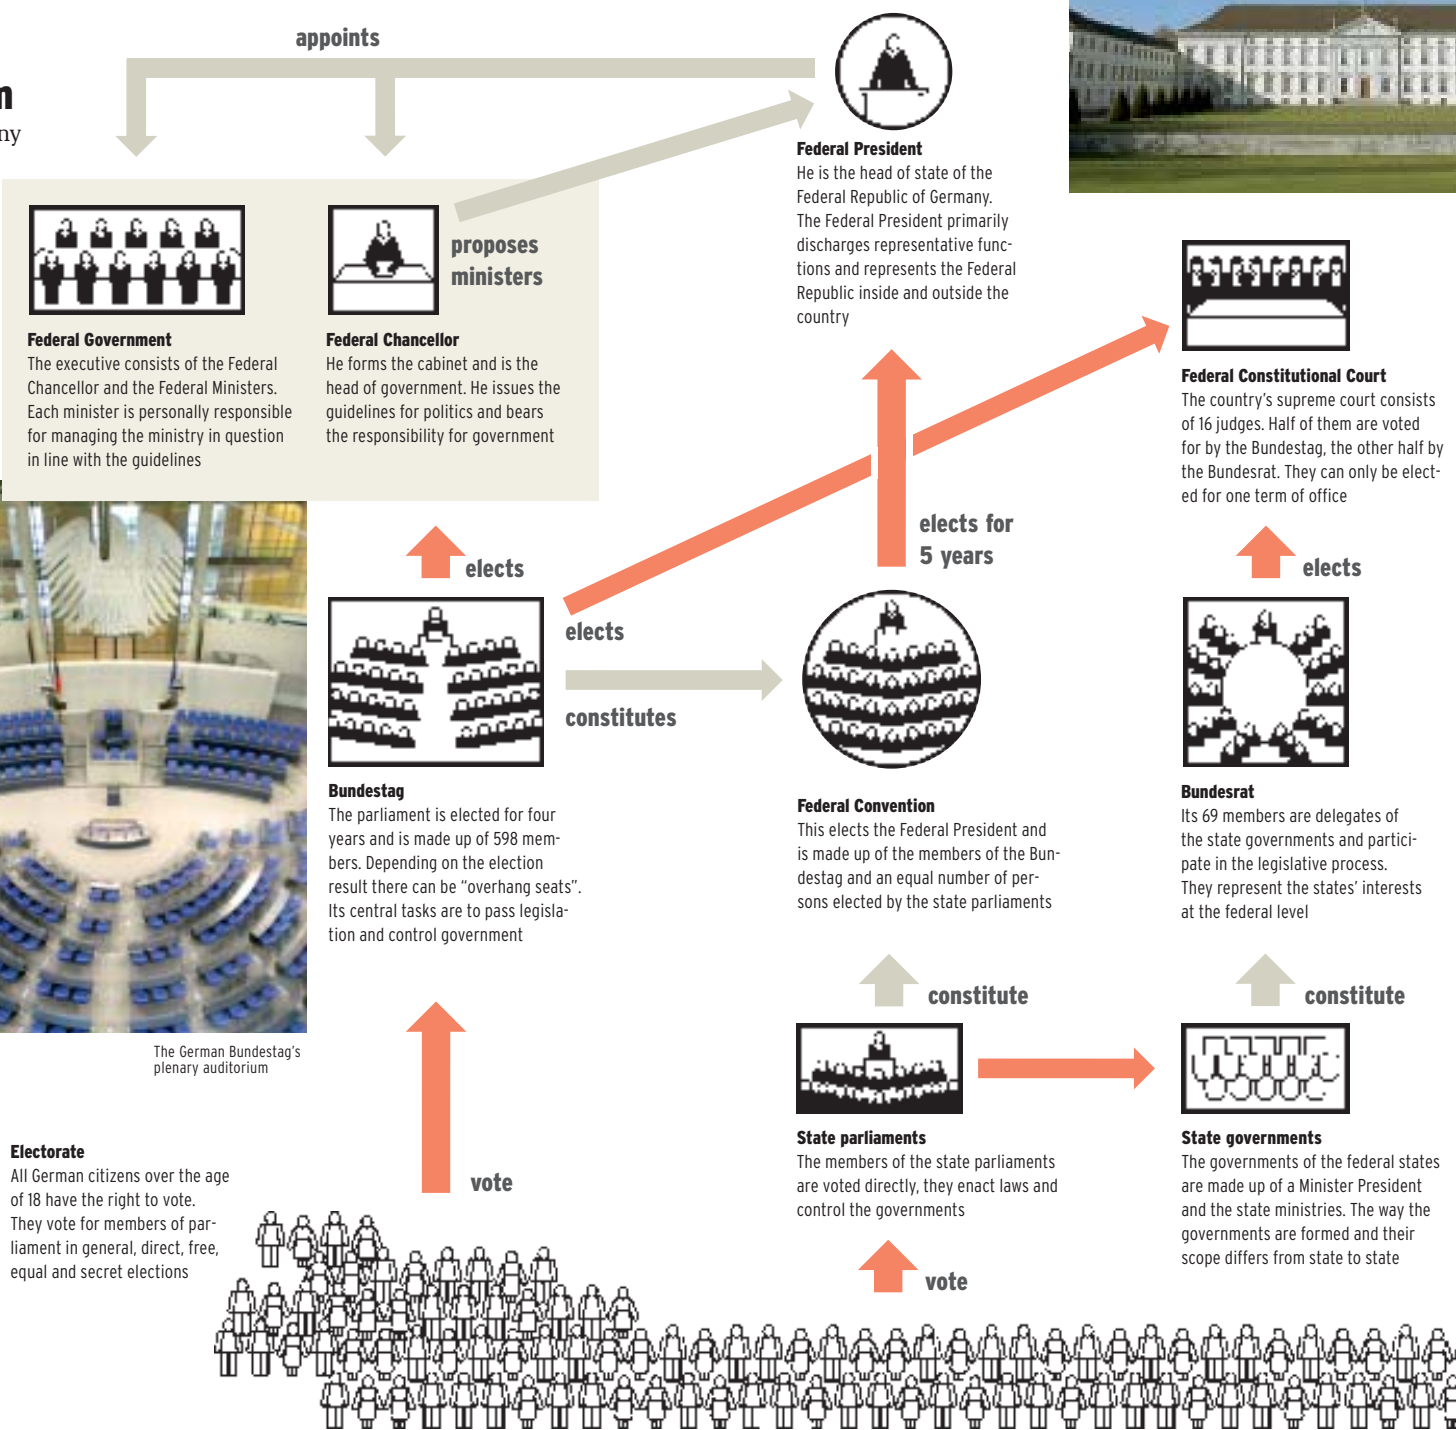 appoints
ny
Federal President
He is the head of state of the
Federal Republic of Germany.
The Federal President primarily
discharges representative func-
tions and represents the Federal
Republic inside and outside the
country
proposes
ministers
Federal Government
The executive consists of the Federal
Chancellor and the Federal Ministers.
Each minister is personally responsible
for managing the ministry in question
in line with the guidelines
Federal Chancellor
He forms the cabinet and is the
head of government. He issues the
guidelines for politics and bears
the responsibility for government
Federal Constitutional Court
The country's supreme court consists
of 16 judges. Half of them are voted
for by the Bundestag, the other half by
the Bundesrat. They can only be elect-
ed for one term of office
elects
elects for
5 years
elects
elects
constitutes
Bundestag
The parliament is elected for four
years and is made up of 598 mem-
bers. Depending on the election
result there can be “overhang seats”.
Its central tasks are to pass legisla-
tion and control government
Federal Convention
This elects the Federal President and
is made up of the members of the Bun-
destag and an equal number of per-
sons elected by the state parliaments
Bundesrat
Its 69 members are delegates of
the state governments and partici-
pate in the legislative process.
They represent the states' interests
at the federal level
constitute
constitute
The German Bundestag's
plenary auditorium
State parliaments
The members of the state parliaments
are voted directly, they enact laws and
control the governments
State governments
The governments of the federal states
are made up of a Minister President
and the state ministries. The way the
governments are formed and their
scope differs from state to state
Electorate
All German citizens over the age
of 18 have the right to vote.
They vote for members of par-
liament in general, direct, free,
equal and secret elections
vote
vote